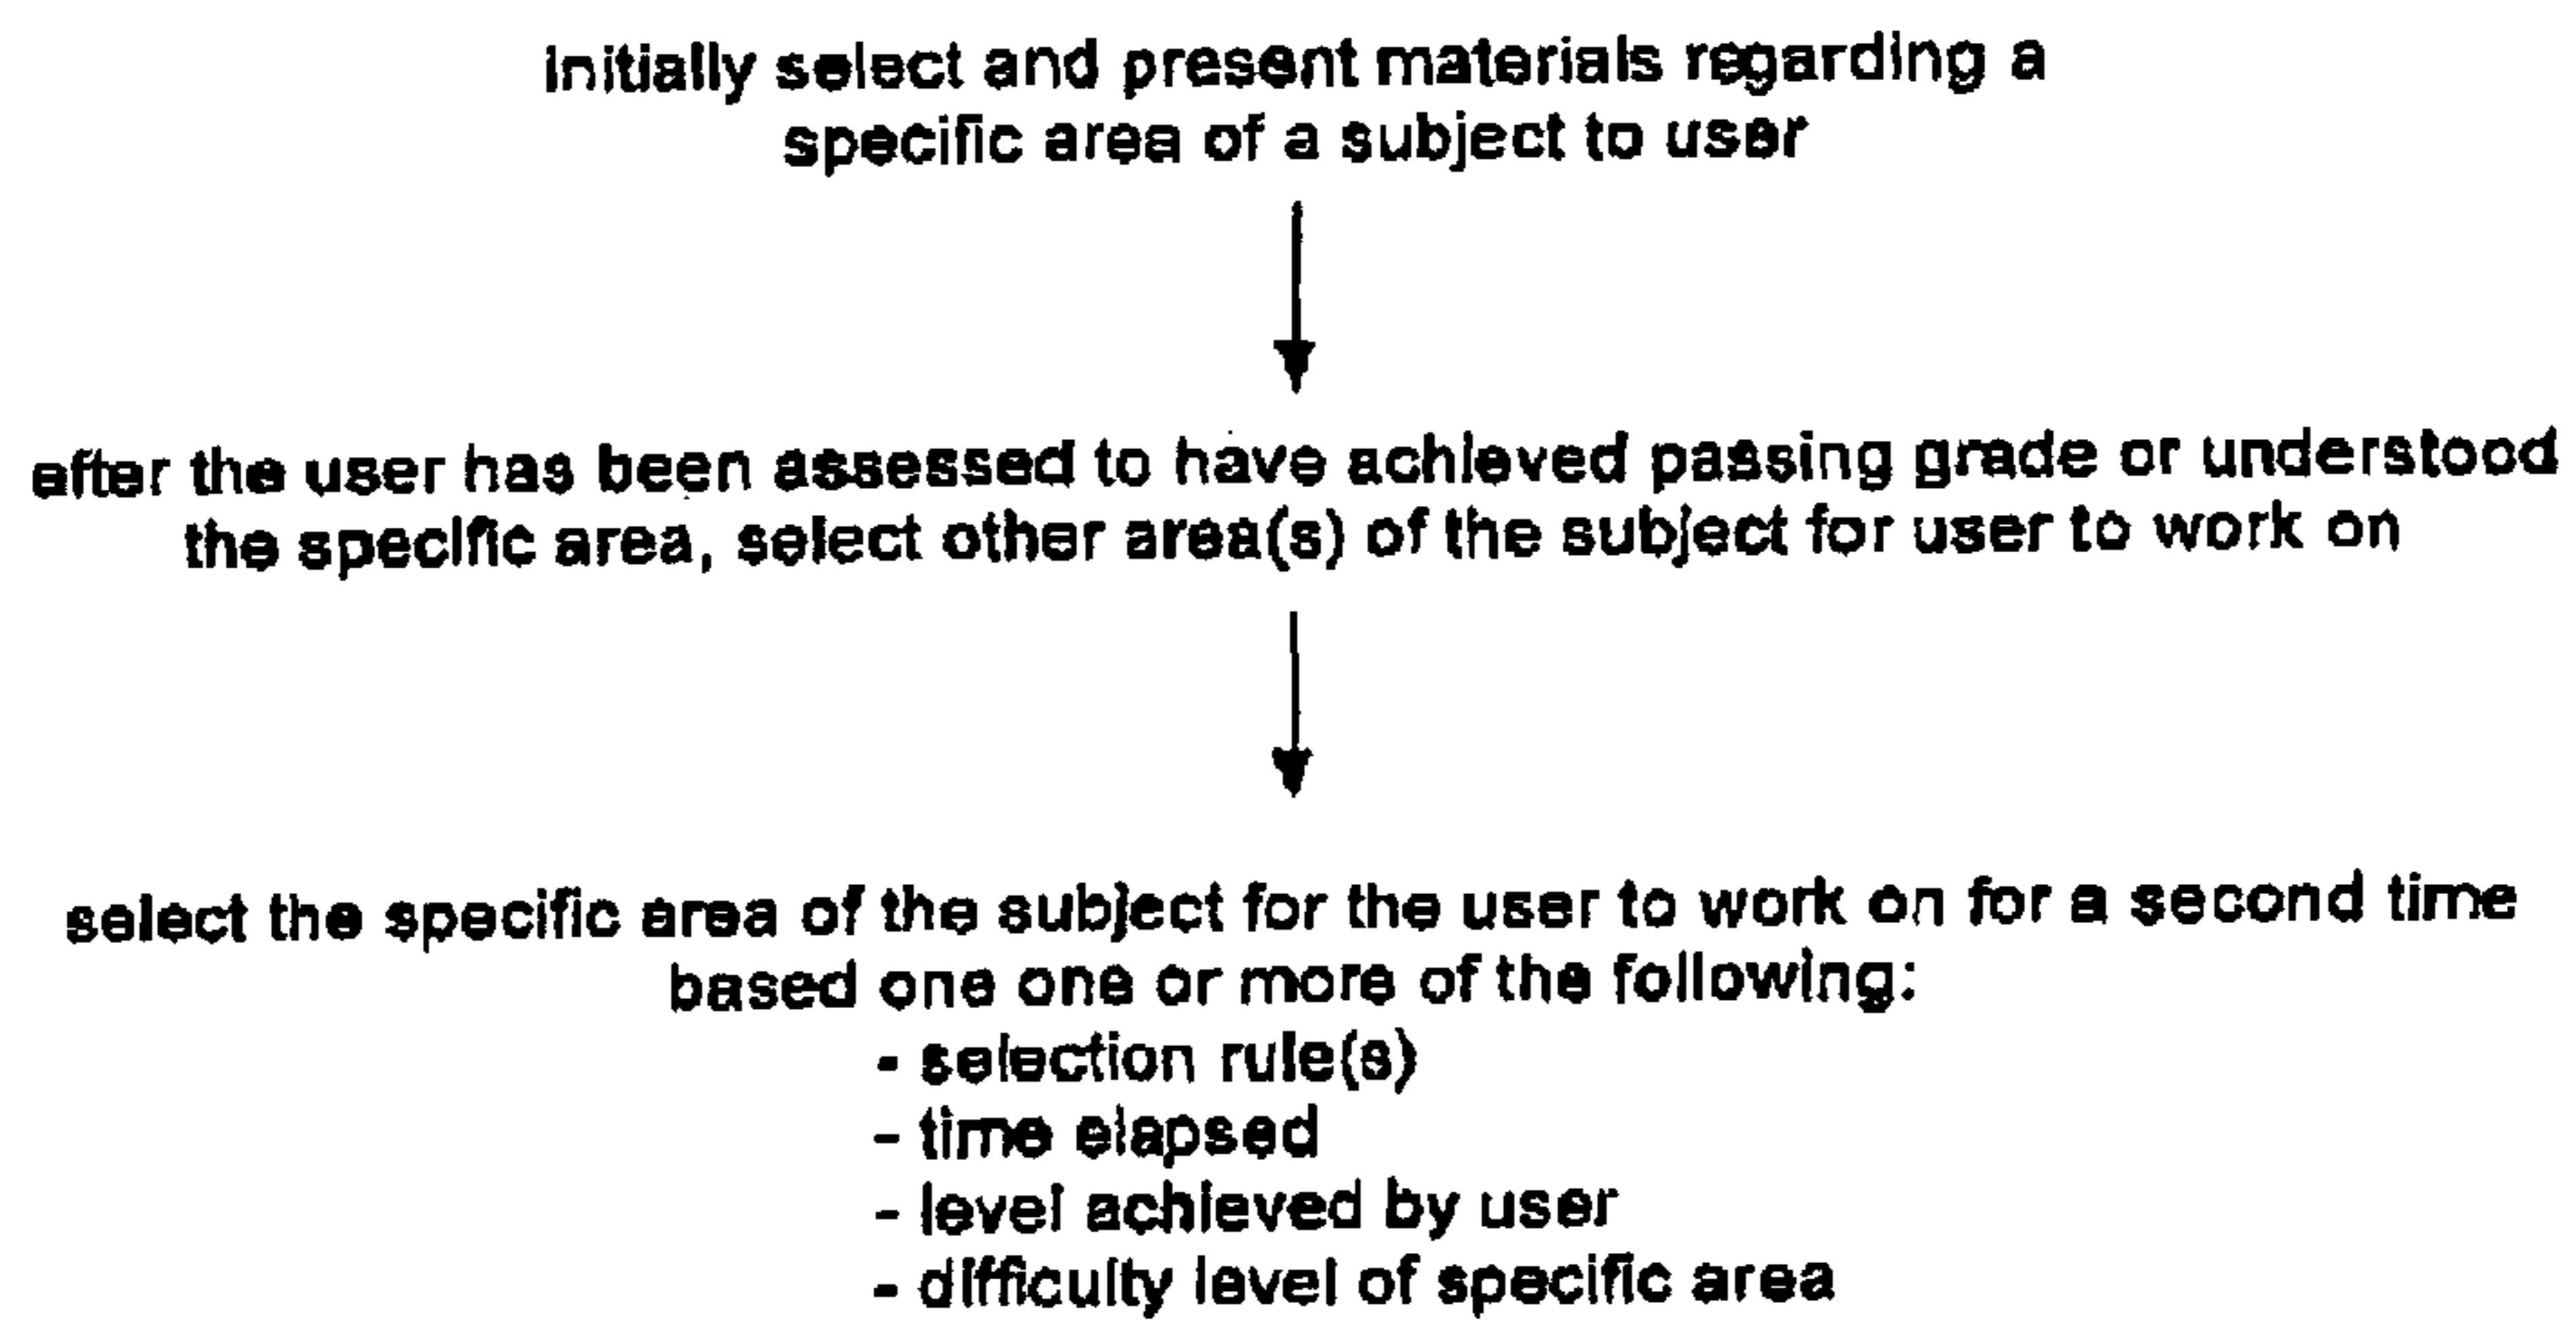 initially select and present materials regarding a
specific area of a subject to user
after the user has been assessed to have achieved passing grade or understood
the specific area, select other area(s) of the subject for user to work on
select the specific area of the subject for the user to work on for a second time
based one one or more of the following:
- selection rule(s)
- time elapsed
- level achieved by user
- difficulty level of specific area